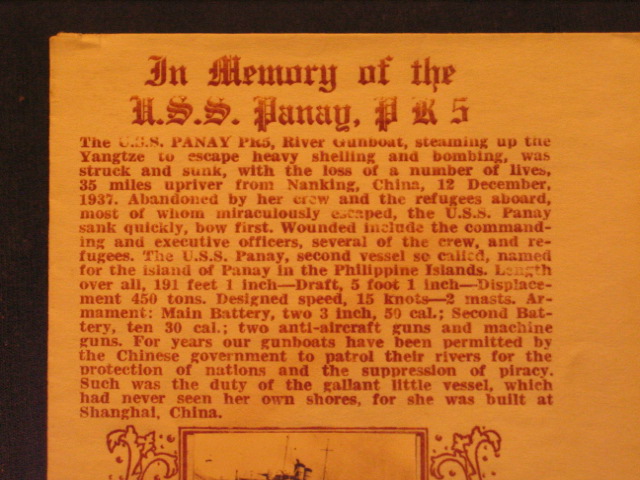 In Memory of the
U.S.S. Panay, P R 5
The U.S.S. PANAY PR5, River Gunboat, steaming up the
Yangtze to escape heavy shelling and bombing, was
struck and sunk, with the loss of a number of lives,
35 miles upriver from Nanking, China, 12 December,
1937. Abandoned by her crew and the refugees aboard,
most of whom miraculously escaped, the U.S.S. Panay
sank quickly, bow first. Wounded include the command-
ing and executive officers, several of the crew, and re-
fugees. The U.S.S. Panay, second vessel so called, named
for the island of Panay in the Philippine Islands. Length
over all, 191 feet 1 inch—Draft, 5 foot 1 inch—Displace-
ment 450 tons. Designed speed, 15 knots—2 masts. Ar-
mament: Main Battery, two 3 inch, 50 cal.; Second Bat-
tery, ten 30 cal.; two anti-aircraft guns and machine
guns. For years our gunboats have been permitted by
the Chinese government to patrol their rivers for the
protection of nations and the suppression of piracy.
Such was the duty of the gallant little vessel, which
had never seen her own shores, for she was built at
Shanghai, China.